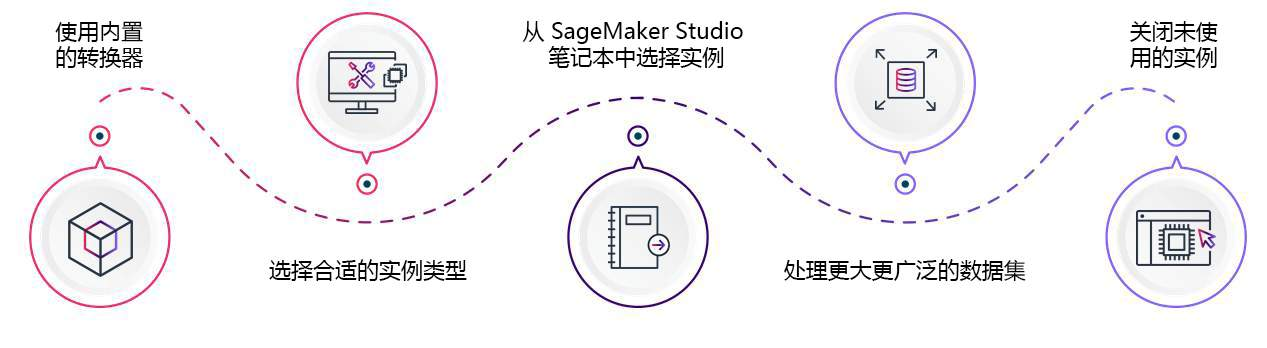 使用内置
的转换器
选择合适的实例类型
从 SageMaker Studio
笔记本中选择实例
处理更大更广泛的数据集
关闭未使
用的实例